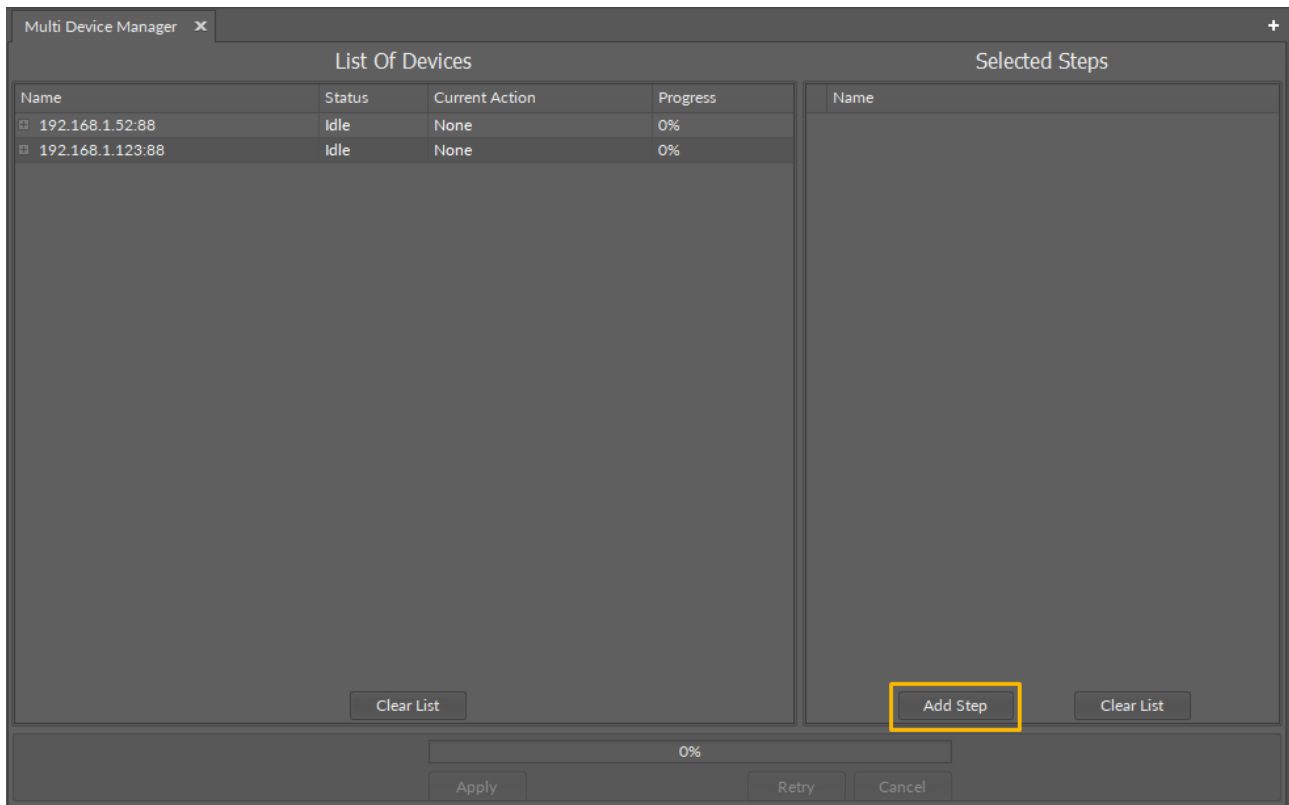 Multi Device Manager x +
List Of Devices
Selected Steps
Name Status Current Action Progress
192.168.1.52:88 Idle None 0%
192.168.1.123:88 Idle None 0%
Name
Clear List
Add Step Clear List
0%
Apply Retry Cancel